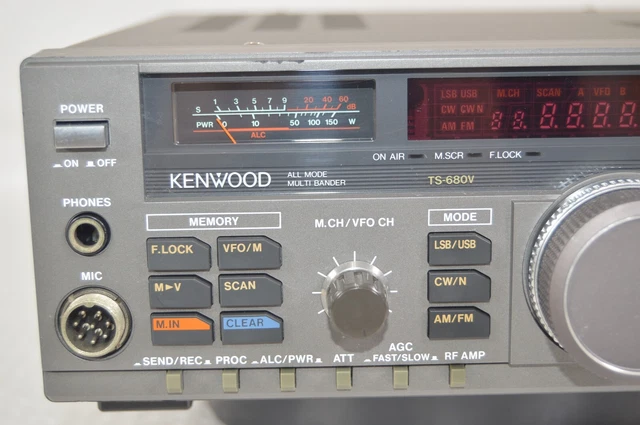 POWER
ON OFF
PHONES
MIC
S 1 3 5 7 9 20 40 60 dB
PWR 0 10 50 100 150 W
ALC
LSB USB M.CH SCAN A VFO B
CW CW N
AM FM
ON AIR M.SCR F.LOCK
KENWOOD ALL MODE
MULTI BANDER
TS-680V
MEMORY
M.CH/VFO CH
MODE
F.LOCK VFO/M LSB/USB
M►V SCAN CW/N
M.IN CLEAR AM/FM
SEND/REC PROC ALC/PWR ATT AGC
FAST/SLOW RF AMP